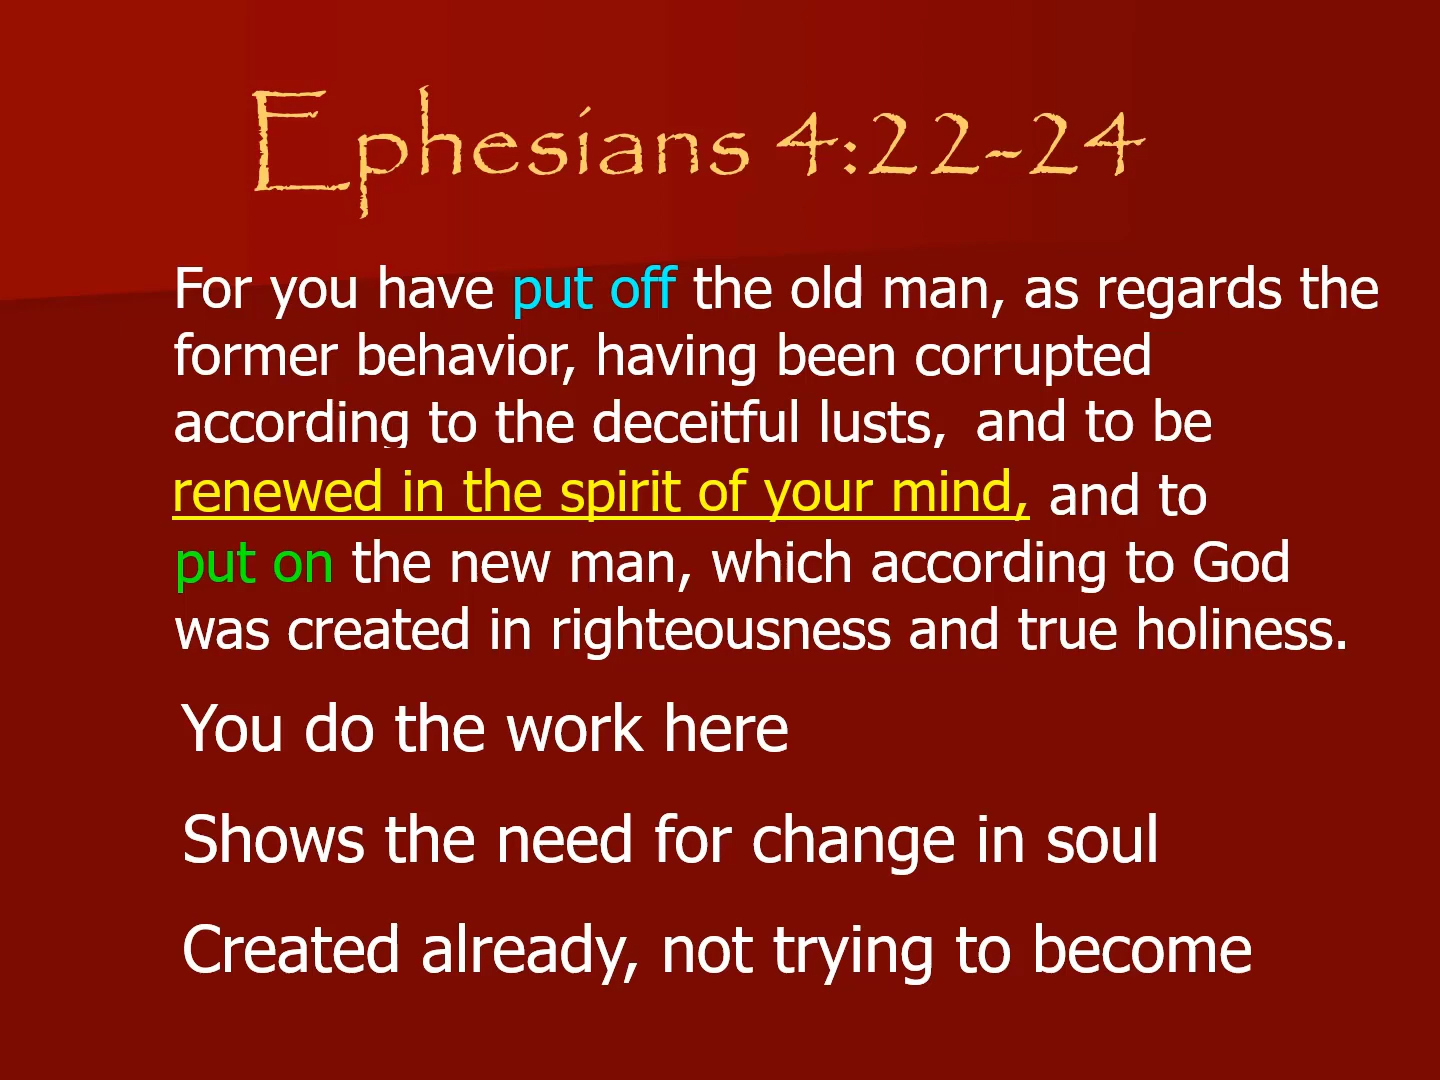 Ephesians 4:22-24
For you have put off the old man, as regards the
former behavior, having been corrupted
according to the deceitful lusts, and to be
renewed in the spirit of your mind, and to
put on the new man, which according to God
was created in righteousness and true holiness.
You do the work here
Shows the need for change in soul
Created already, not trying to become